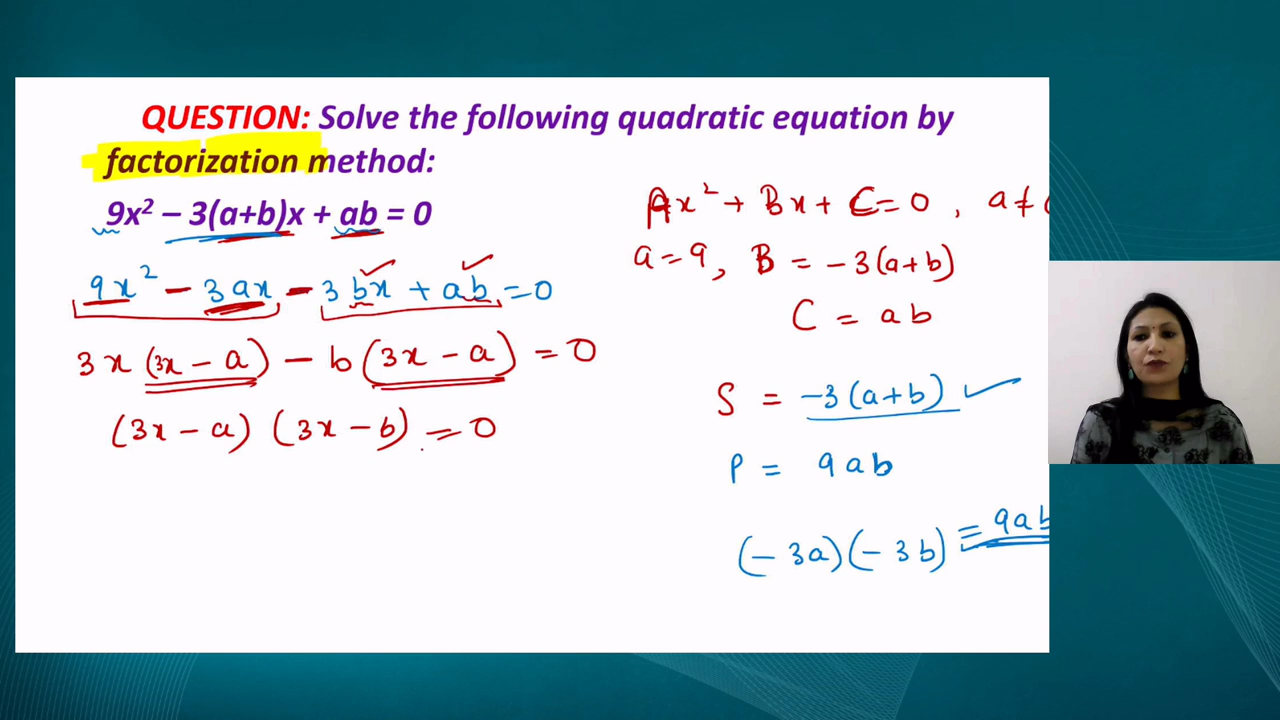 QUESTION: Solve the following quadratic equation by
factorization method:
9x² – 3(a+b)x + ab = 0
9x² - 3ax - 3bx + ab = 0
3x (3x - a) - b (3x - a) = 0
(3x - a) (3x - b) = 0
Ax² + Bx + C = 0 , a ≠
a = 9, B = -3(a+b)
C = ab
S = -3(a+b) ✓
P = 9ab
(-3a)(-3b) = 9ab